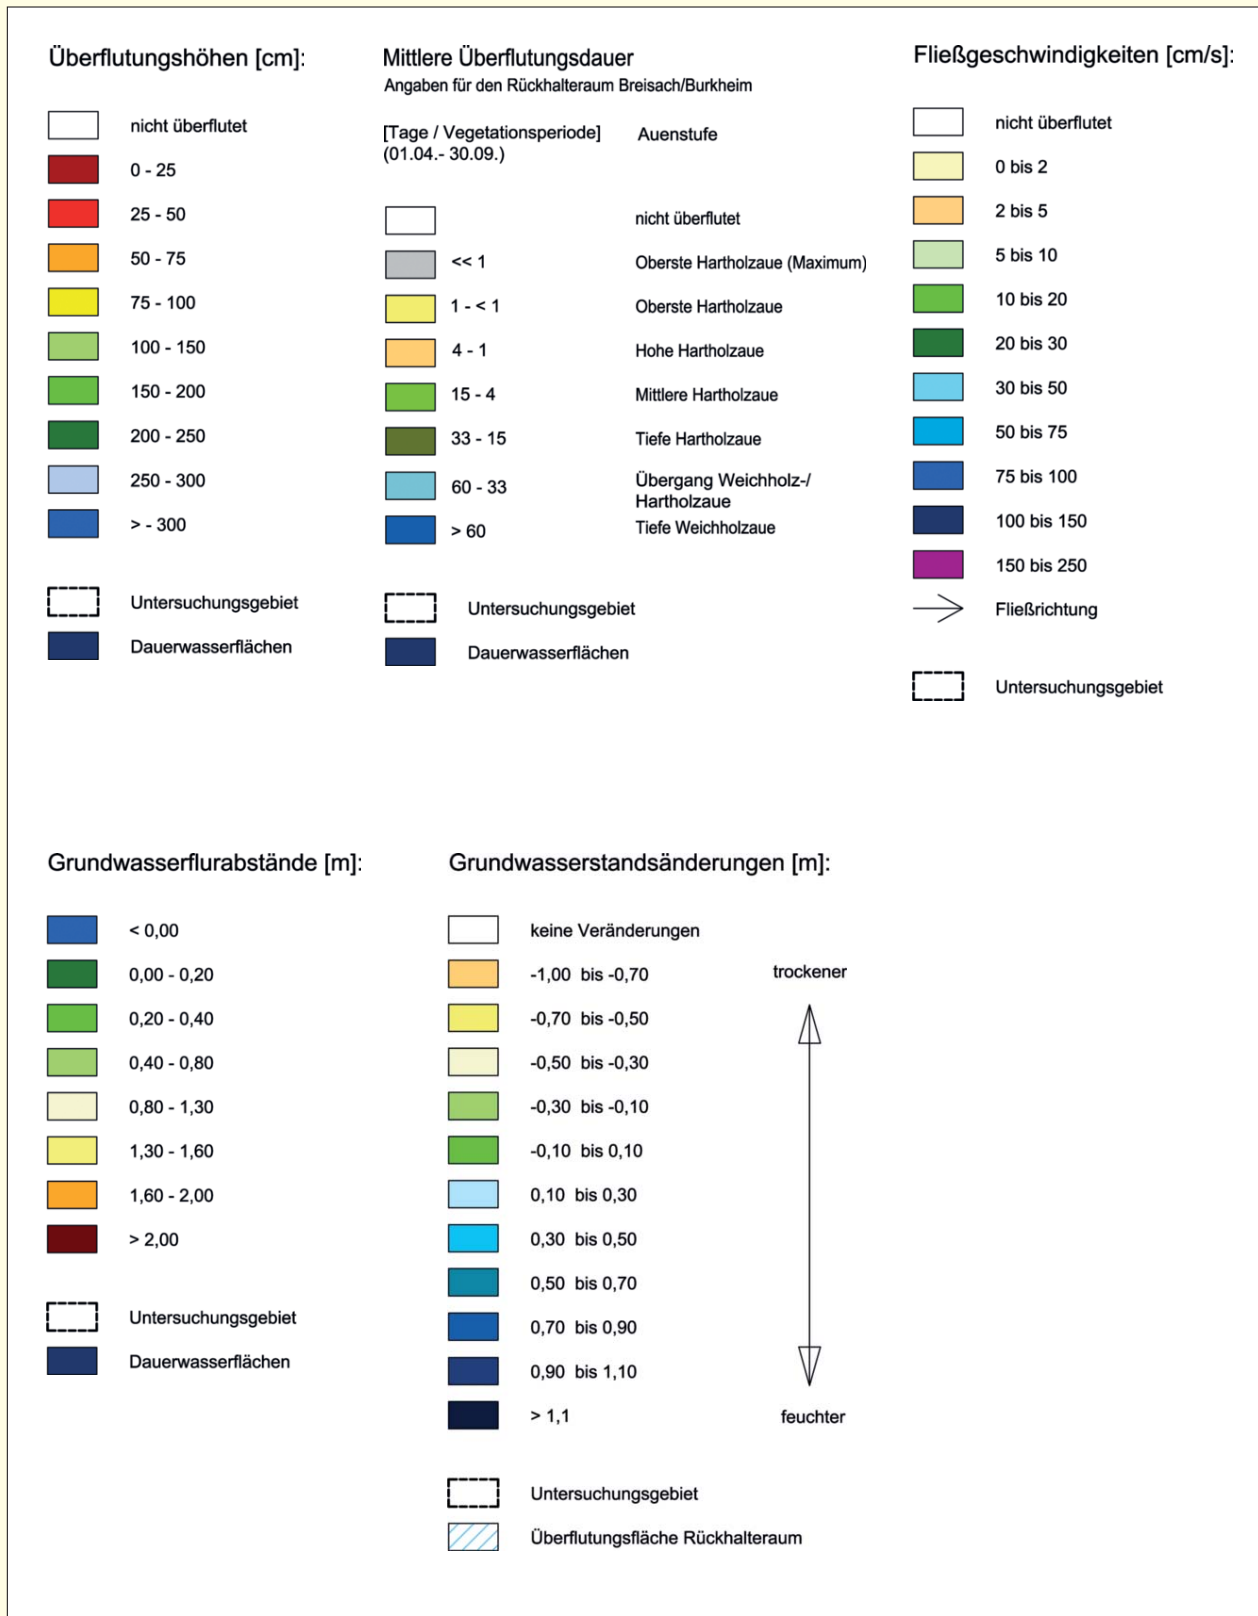 Überflutungshöhen [cm]:
nicht überflutet
0 - 25
25 - 50
50 - 75
75 - 100
100 - 150
150 - 200
200 - 250
250 - 300
> - 300
Untersuchungsgebiet
Dauerwasserflächen
Mittlere Überflutungsdauer
Angaben für den Rückhalteraum Breisach/Burkheim
[Tage / Vegetationsperiode] Auenstufe
(01.04.- 30.09.)
nicht überflutet
<< 1 Oberste Hartholzaue (Maximum)
1 - < 1 Oberste Hartholzaue
4 - 1 Hohe Hartholzaue
15 - 4 Mittlere Hartholzaue
33 - 15 Tiefe Hartholzaue
60 - 33 Übergang Weichholz-/
Hartholzaue
> 60 Tiefe Weichholzaue
Untersuchungsgebiet
Dauerwasserflächen
Fließgeschwindigkeiten [cm/s]:
nicht überflutet
0 bis 2
2 bis 5
5 bis 10
10 bis 20
20 bis 30
30 bis 50
50 bis 75
75 bis 100
100 bis 150
150 bis 250
Fließrichtung
Untersuchungsgebiet
Grundwasserflurabstände [m]:
< 0,00
0,00 - 0,20
0,20 - 0,40
0,40 - 0,80
0,80 - 1,30
1,30 - 1,60
1,60 - 2,00
> 2,00
Untersuchungsgebiet
Dauerwasserflächen
Grundwasserstandsänderungen [m]:
keine Veränderungen
-1,00 bis -0,70
-0,70 bis -0,50
-0,50 bis -0,30
-0,30 bis -0,10
-0,10 bis 0,10
0,10 bis 0,30
0,30 bis 0,50
0,50 bis 0,70
0,70 bis 0,90
0,90 bis 1,10
> 1,1
trockener
feuchter
Untersuchungsgebiet
Überflutungsfläche Rückhalteraum